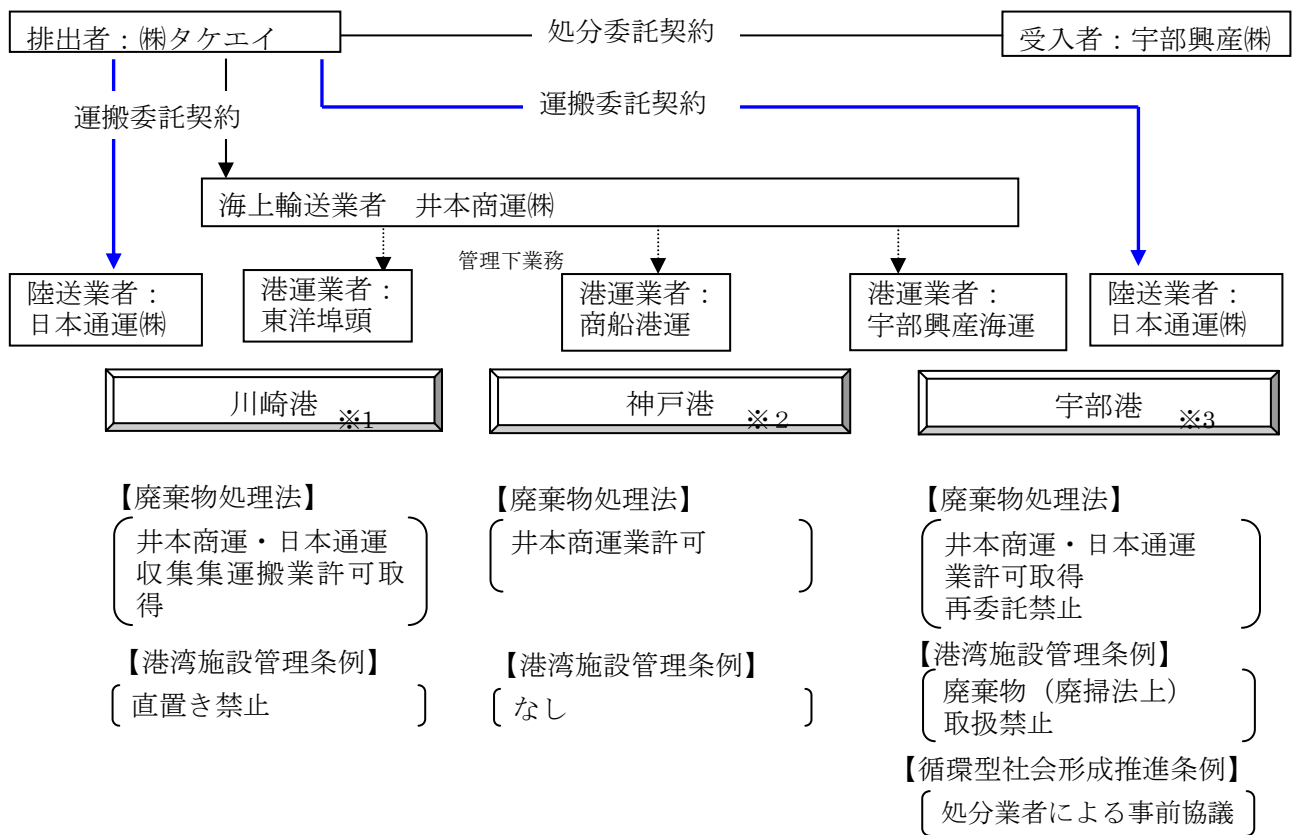 排出者：㈱タケエイ
処分委託契約
受入者：宇部興産㈱
運搬委託契約
運搬委託契約
海上輸送業者　井本商運㈱
管理下業務
陸送業者：
日本通運㈱
港運業者：
東洋埠頭
港運業者：
商船港運
港運業者：
宇部興産海運
陸送業者：
日本通運㈱
川崎港 ※1
神戸港 ※２
宇部港 ※3
【廃棄物処理法】
井本商運・日本通運
収集集運搬業許可取
得
【港湾施設管理条例】
直置き禁止
【廃棄物処理法】
井本商運業許可
【港湾施設管理条例】
なし
【廃棄物処理法】
井本商運・日本通運
業許可取得
再委託禁止
【港湾施設管理条例】
廃棄物（廃掃法上）
取扱禁止
【循環型社会形成推進条例】
処分業者による事前協議